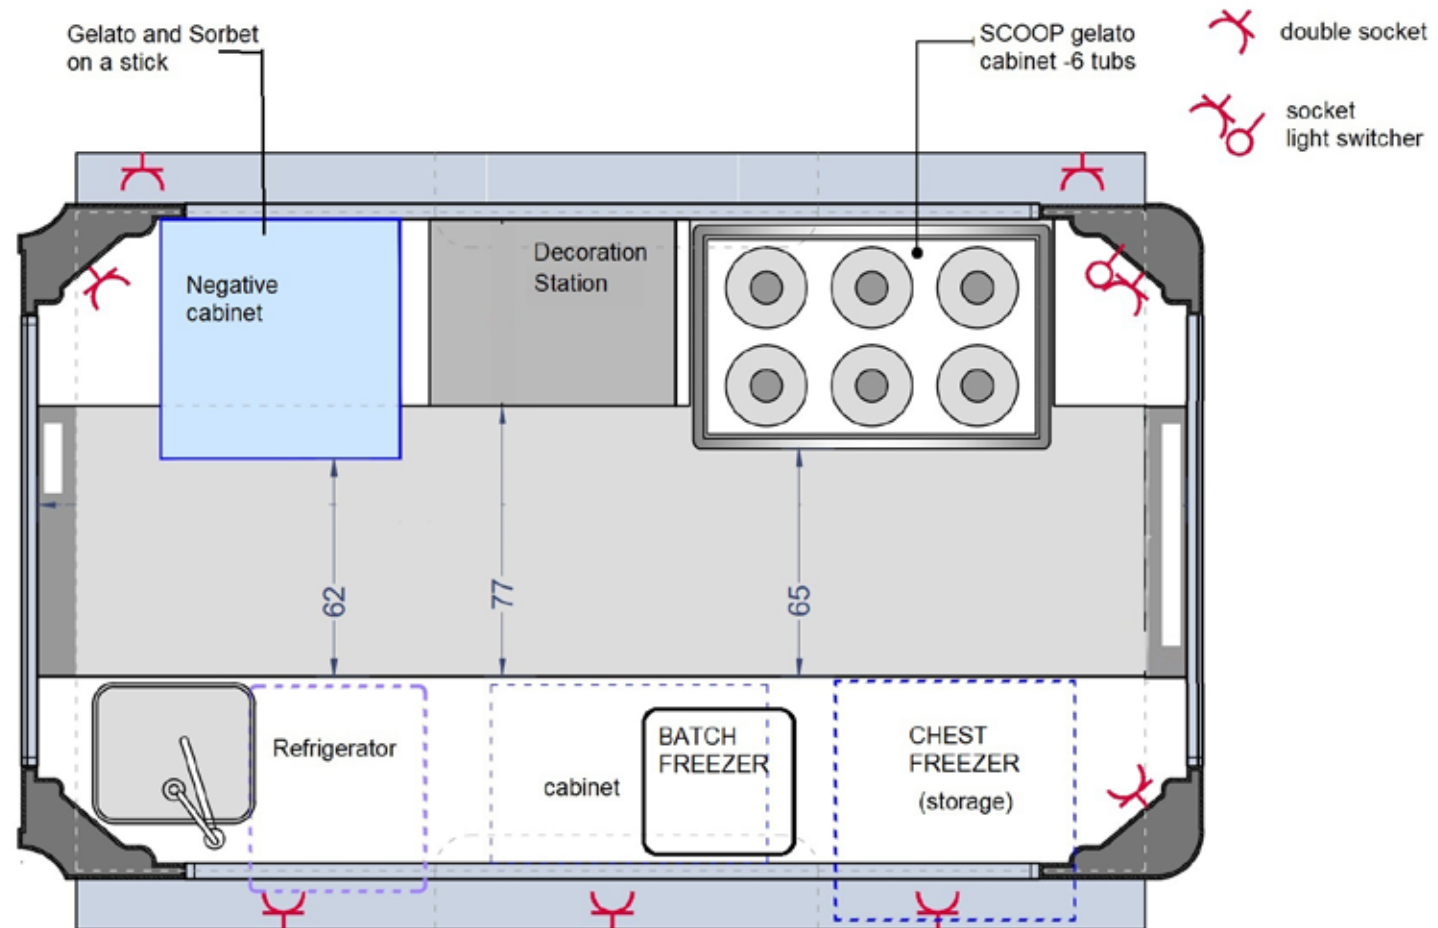 Gelato and Sorbet
on a stick
SCOOP gelato
cabinet -6 tubs
double socket
socket
light switcher
Negative
cabinet
Decoration
Station
62
77
65
Refrigerator
cabinet
BATCH
FREEZER
CHEST
FREEZER
(storage)